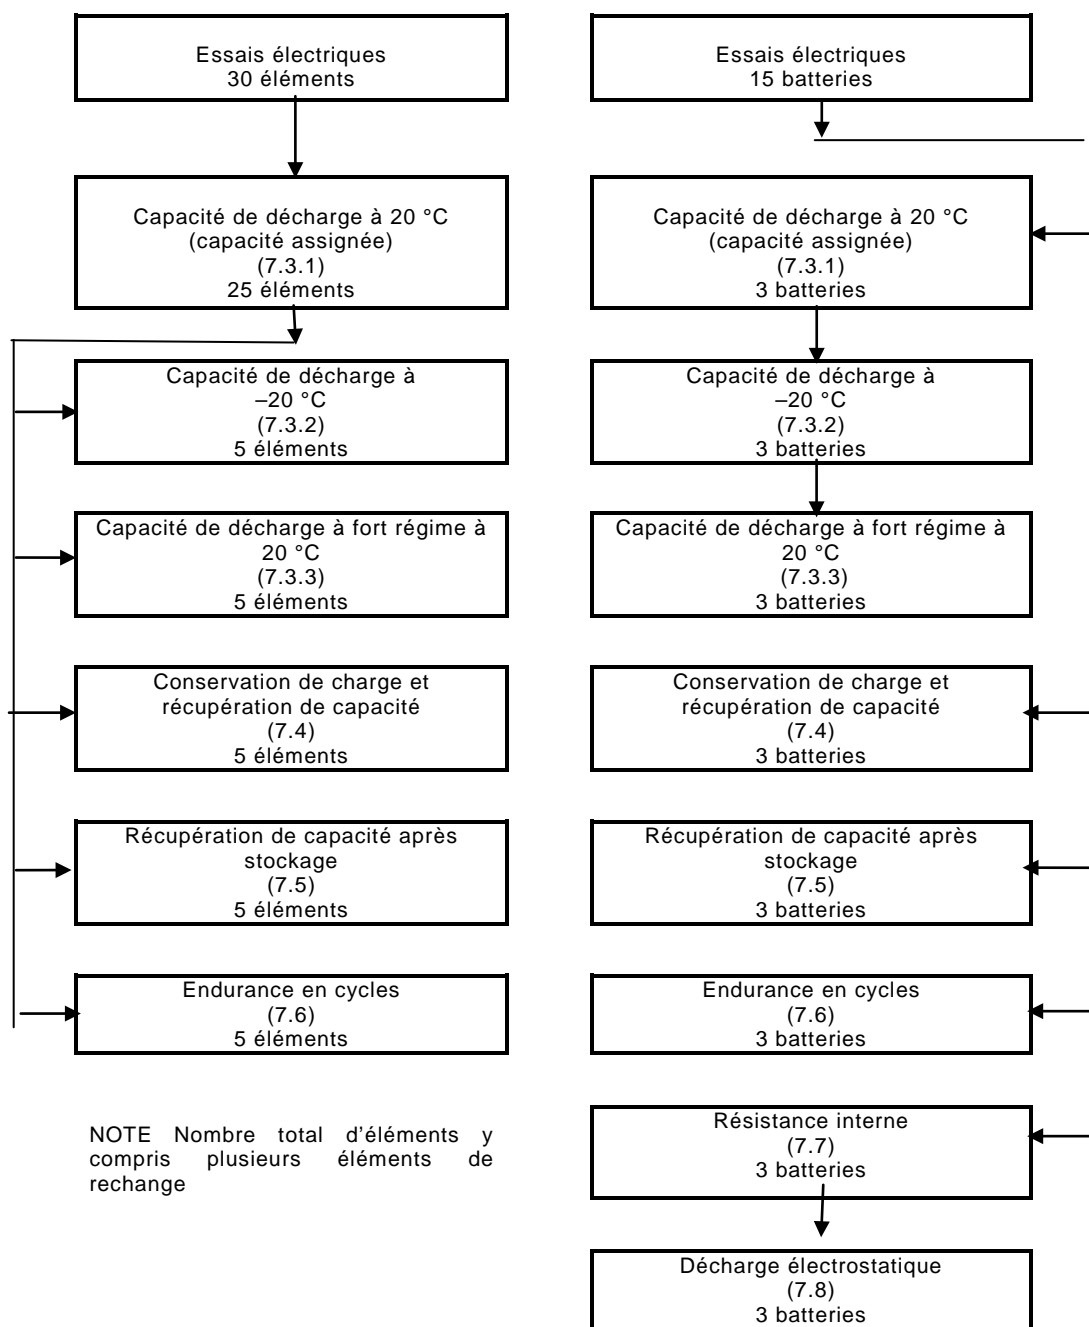 Essais électriques
30 éléments
Essais électriques
15 batteries
Capacité de décharge à 20 °C
(capacité assignée)
(7.3.1)
25 éléments
Capacité de décharge à 20 °C
(capacité assignée)
(7.3.1)
3 batteries
Capacité de décharge à
–20 °C
(7.3.2)
5 éléments
Capacité de décharge à
–20 °C
(7.3.2)
3 batteries
Capacité de décharge à fort régime à
20 °C
(7.3.3)
5 éléments
Capacité de décharge à fort régime à
20 °C
(7.3.3)
3 batteries
Conservation de charge et
récupération de capacité
(7.4)
5 éléments
Conservation de charge et
récupération de capacité
(7.4)
3 batteries
Récupération de capacité après
stockage
(7.5)
5 éléments
Récupération de capacité après
stockage
(7.5)
3 batteries
Endurance en cycles
(7.6)
5 éléments
Endurance en cycles
(7.6)
3 batteries
NOTE Nombre total d'éléments y
compris plusieurs éléments de
rechange
Résistance interne
(7.7)
3 batteries
Décharge électrostatique
(7.8)
3 batteries